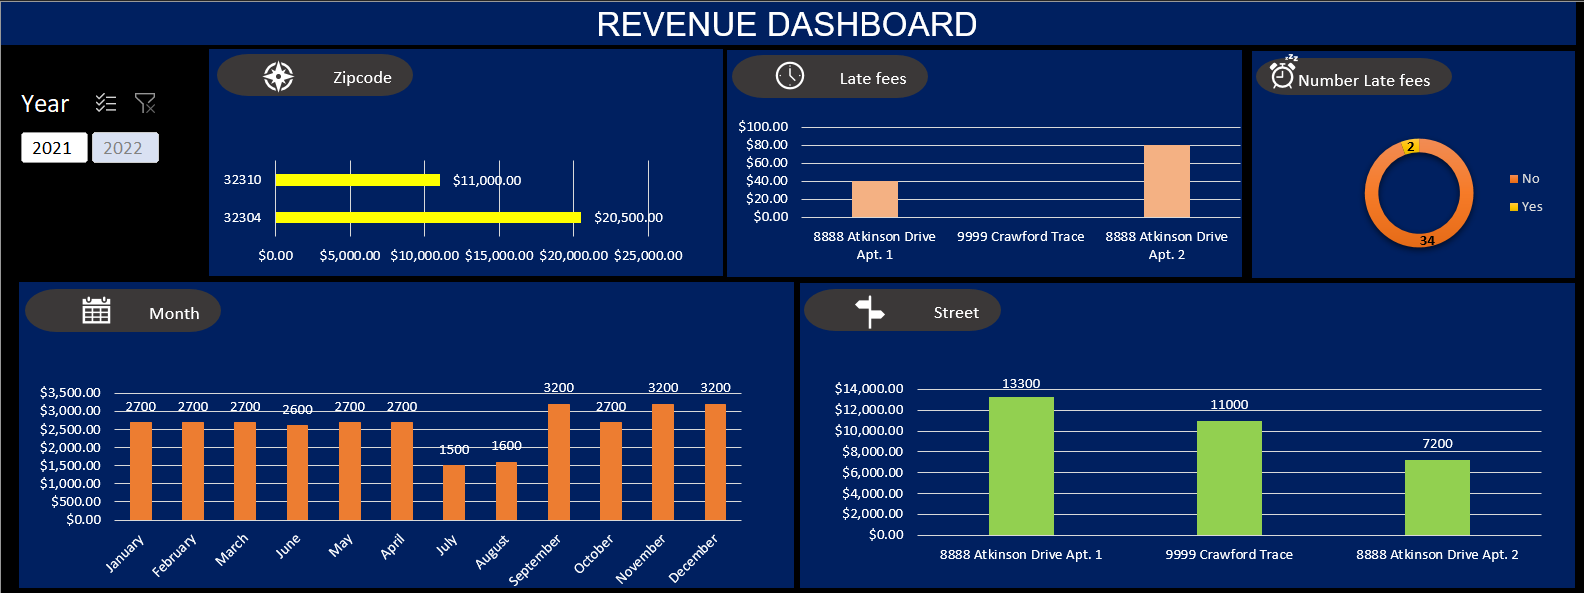 REVENUE DASHBOARD
Year
2021 2022
Zipcode
32310 $11,000.00
32304 $20,500.00
$0.00 $5,000.00 $10,000.00 $15,000.00 $20,000.00 $25,000.00
Late fees
$100.00
$80.00
$60.00
$40.00
$20.00
$0.00
8888 Atkinson Drive Apt. 1
9999 Crawford Trace
8888 Atkinson Drive Apt. 2
zzz
Number Late fees
2
34
No
Yes
Month
$3,500.00
$3,000.00
$2,500.00
$2,000.00
$1,500.00
$1,000.00
$500.00
$0.00
2700 2700 2700 2600 2700 2700 1500 1600 3200 2700 3200 3200
January February March June May April July August September October November December
Street
$14,000.00
$12,000.00
$10,000.00
$8,000.00
$6,000.00
$4,000.00
$2,000.00
$0.00
13300 11000 7200
8888 Atkinson Drive Apt. 1 9999 Crawford Trace 8888 Atkinson Drive Apt. 2